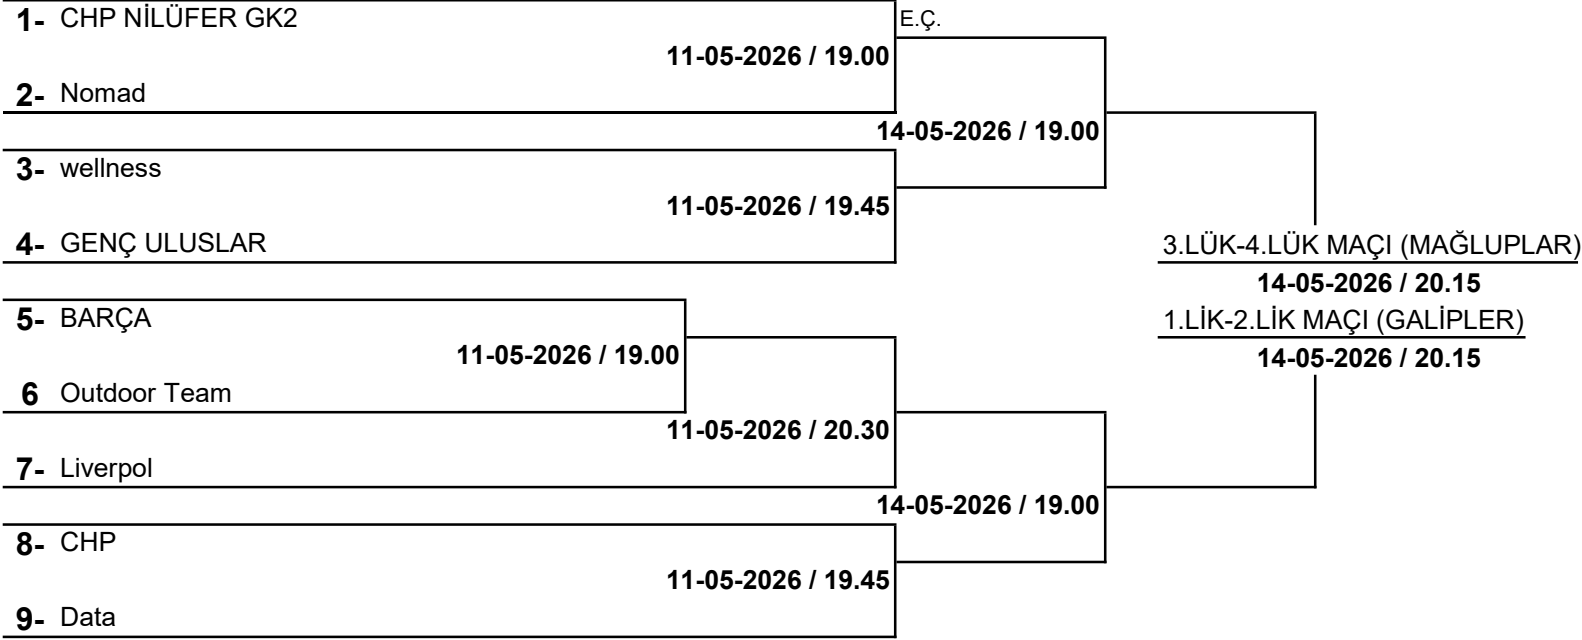 1- CHP NİLÜFER GK2
E.Ç.
11-05-2026 / 19.00
2- Nomad
14-05-2026 / 19.00
3- wellness
11-05-2026 / 19.45
4- GENÇ ULUSLAR
3.LÜK-4.LÜK MAÇI (MAĞLUPLAR)
14-05-2026 / 20.15
5- BARÇA
1.LİK-2.LİK MAÇI (GALİPLER)
11-05-2026 / 19.00
14-05-2026 / 20.15
6 Outdoor Team
11-05-2026 / 20.30
7- Liverpol
14-05-2026 / 19.00
8- CHP
11-05-2026 / 19.45
9- Data